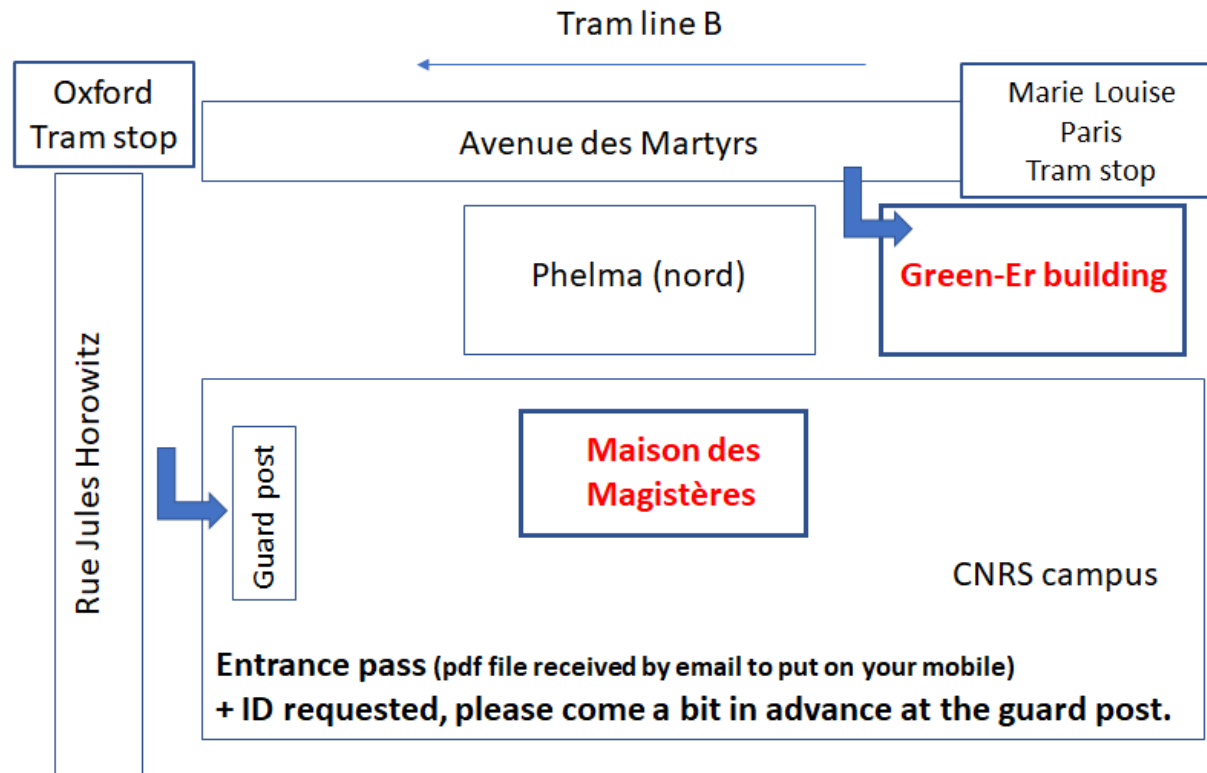 Tram line B
Oxford
Tram stop
Avenue des Martyrs
Marie Louise
Paris
Tram stop
Phelma (nord)
Green-Er building
Rue Jules Horowitz
Guard post
Maison des
Magistères
CNRS campus
Entrance pass (pdf file received by email to put on your mobile)
+ ID requested, please come a bit in advance at the guard post.